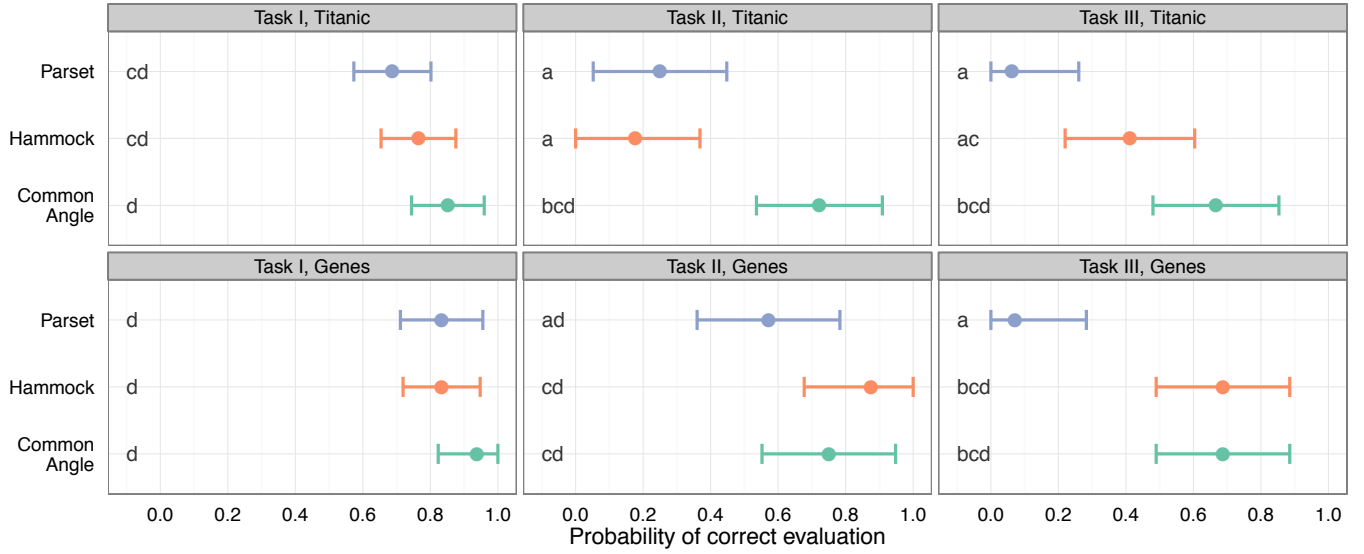 Task I, Titanic
Task II, Titanic
Task III, Titanic
Parset
cd
a
a
Hammock
cd
a
ac
Common
Angle
d
bcd
bcd
Task I, Genes
Task II, Genes
Task III, Genes
Parset
d
ad
a
Hammock
d
cd
bcd
Common
Angle
d
cd
bcd
0.0 0.2 0.4 0.6 0.8 1.0
0.0 0.2 0.4 0.6 0.8 1.0
0.0 0.2 0.4 0.6 0.8 1.0
Probability of correct evaluation